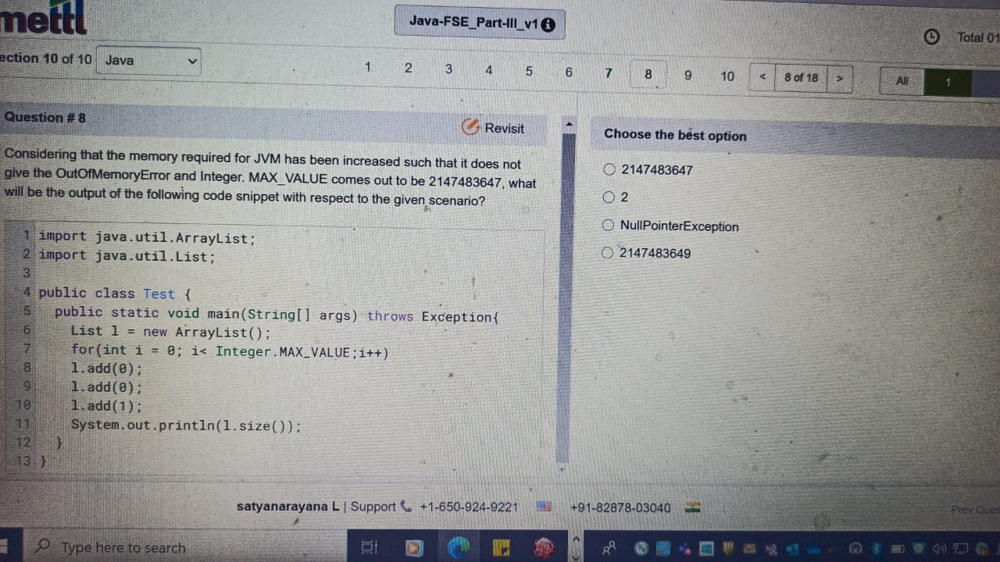 mettl
Java-FSE_Part-III_v1
Total 01
ection 10 of 10
Java
1 2 3 4 5 6 7 8 9 10 < 8 of 18 > All 1
Question # 8
Revisit
Considering that the memory required for JVM has been increased such that it does not
give the OutOfMemoryError and Integer. MAX_VALUE comes out to be 2147483647, what
will be the output of the following code snippet with respect to the given scenario?
1 import java.util.ArrayList;
2 import java.util.List;
3
4 public class Test {
5 public static void main(String[] args) throws Exception{
6 List l = new ArrayList();
7 for(int i = 0; i< Integer.MAX_VALUE;i++)
8 l.add(0);
9 l.add(0);
10 l.add(1);
11 System.out.println(l.size());
12 }
13 }
Choose the best option
2147483647
2
NullPointerException
2147483649
satyanarayana L | Support +1-650-924-9221 +91-82878-03040
Prev Ques
Type here to search